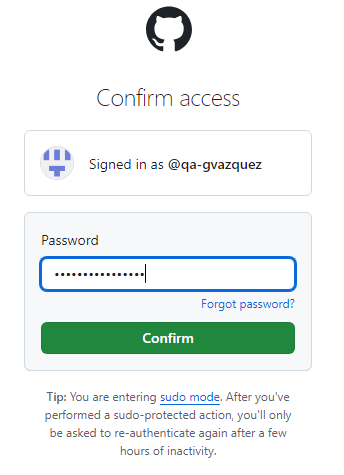 Confirm access
Signed in as @qa-gvazquez
Password
••••••••••••••••
Forgot password?
Confirm
Tip: You are entering sudo mode. After you've
performed a sudo-protected action, you'll only
be asked to re-authenticate again after a few
hours of inactivity.